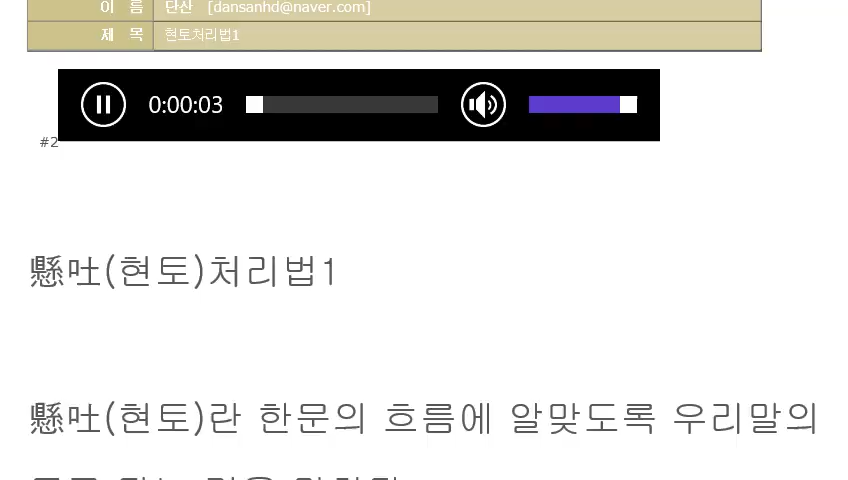 이 름 단산 [dansanhd@naver.com]
제 목 현토처리법1
0:00:03
#2
懸吐(현토)처리법1
懸吐(현토)란 한문의 흐름에 알맞도록 우리말의